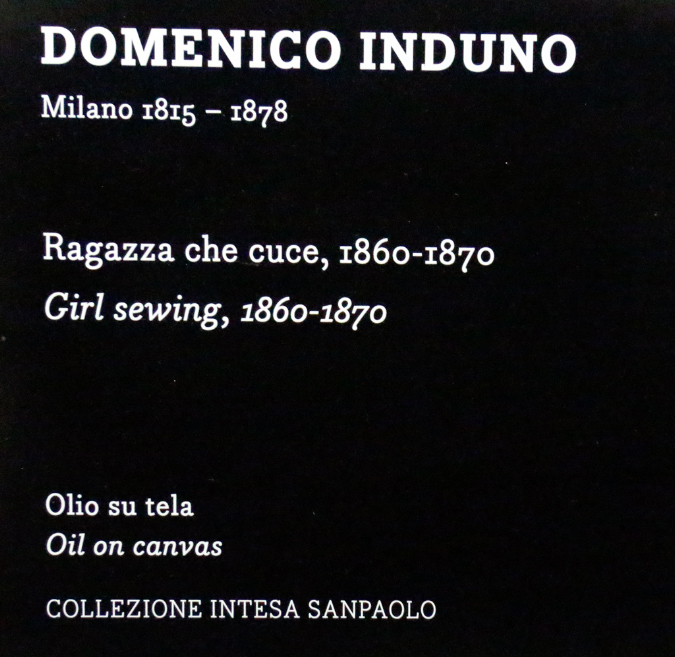 DOMENICO INDUNO
Milano 1815 – 1878
Ragazza che cuce, 1860-1870
Girl sewing, 1860-1870
Olio su tela
Oil on canvas
COLLEZIONE INTESA SANPAOLO